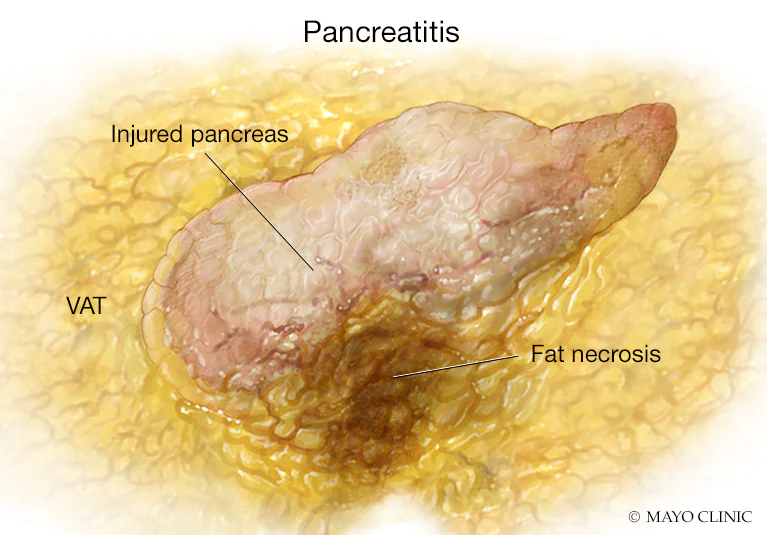 Pancreatitis
Injured pancreas
VAT
Fat necrosis
© MAYO CLINIC